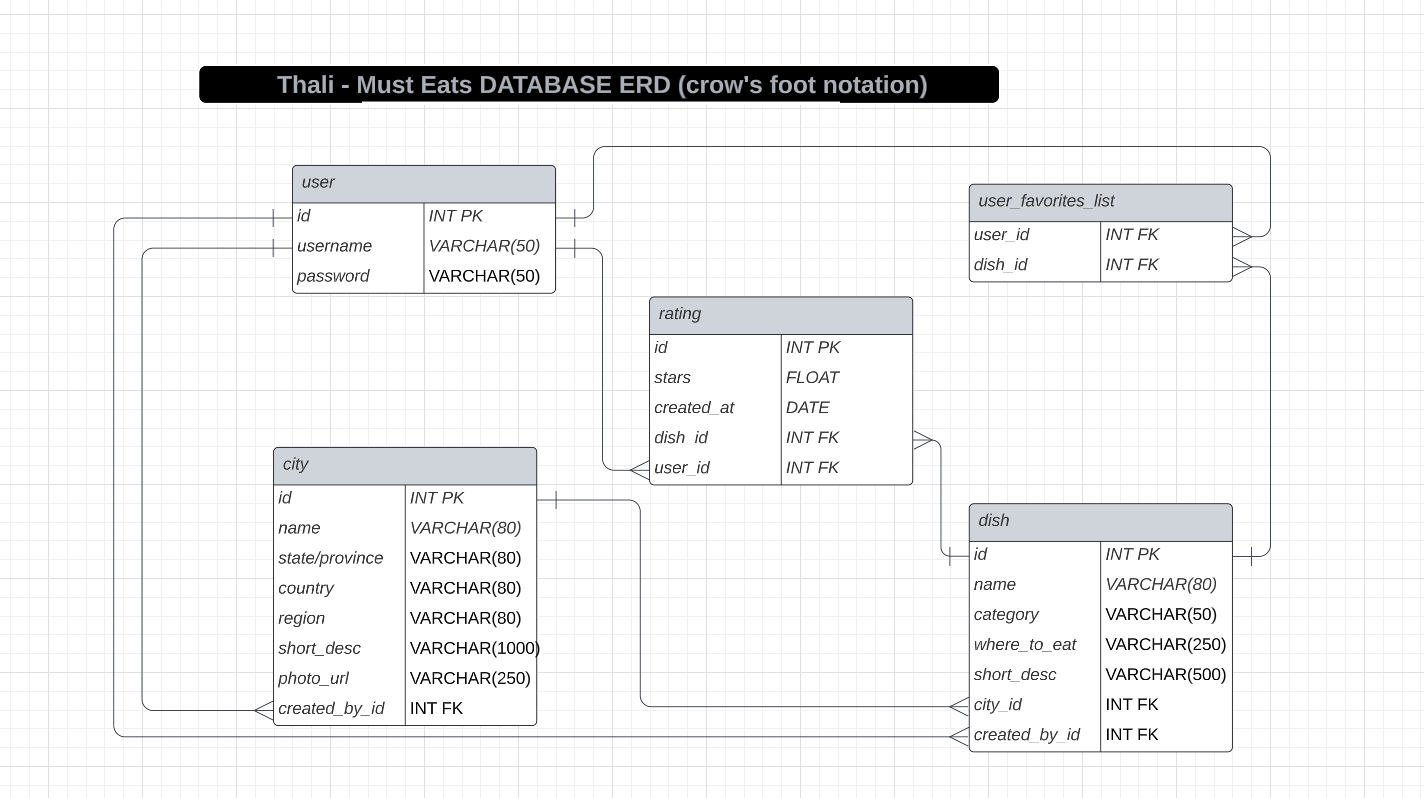 Thali - Must Eats DATABASE ERD (crow's foot notation)
user
id INT PK
username VARCHAR(50)
password VARCHAR(50)
user_favorites_list
user_id INT FK
dish_id INT FK
rating
id INT PK
stars FLOAT
created_at DATE
dish_id INT FK
user_id INT FK
city
id INT PK
name VARCHAR(80)
state/province VARCHAR(80)
country VARCHAR(80)
region VARCHAR(80)
short_desc VARCHAR(1000)
photo_url VARCHAR(250)
created_by_id INT FK
dish
id INT PK
name VARCHAR(80)
category VARCHAR(50)
where_to_eat VARCHAR(250)
short_desc VARCHAR(500)
city_id INT FK
created_by_id INT FK